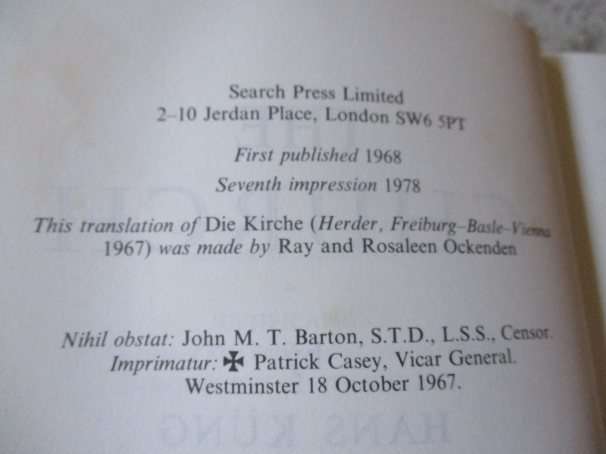 Search Press Limited
2–10 Jerdan Place, London SW6 5PT
First published 1968
Seventh impression 1978
This translation of Die Kirche (Herder, Freiburg–Basle–Vienna
1967) was made by Ray and Rosaleen Ockenden
Nihil obstat: John M. T. Barton, S.T.D., L.S.S., Censor.
Imprimatur: ✠ Patrick Casey, Vicar General.
Westminster 18 October 1967.
HANS KÜNG